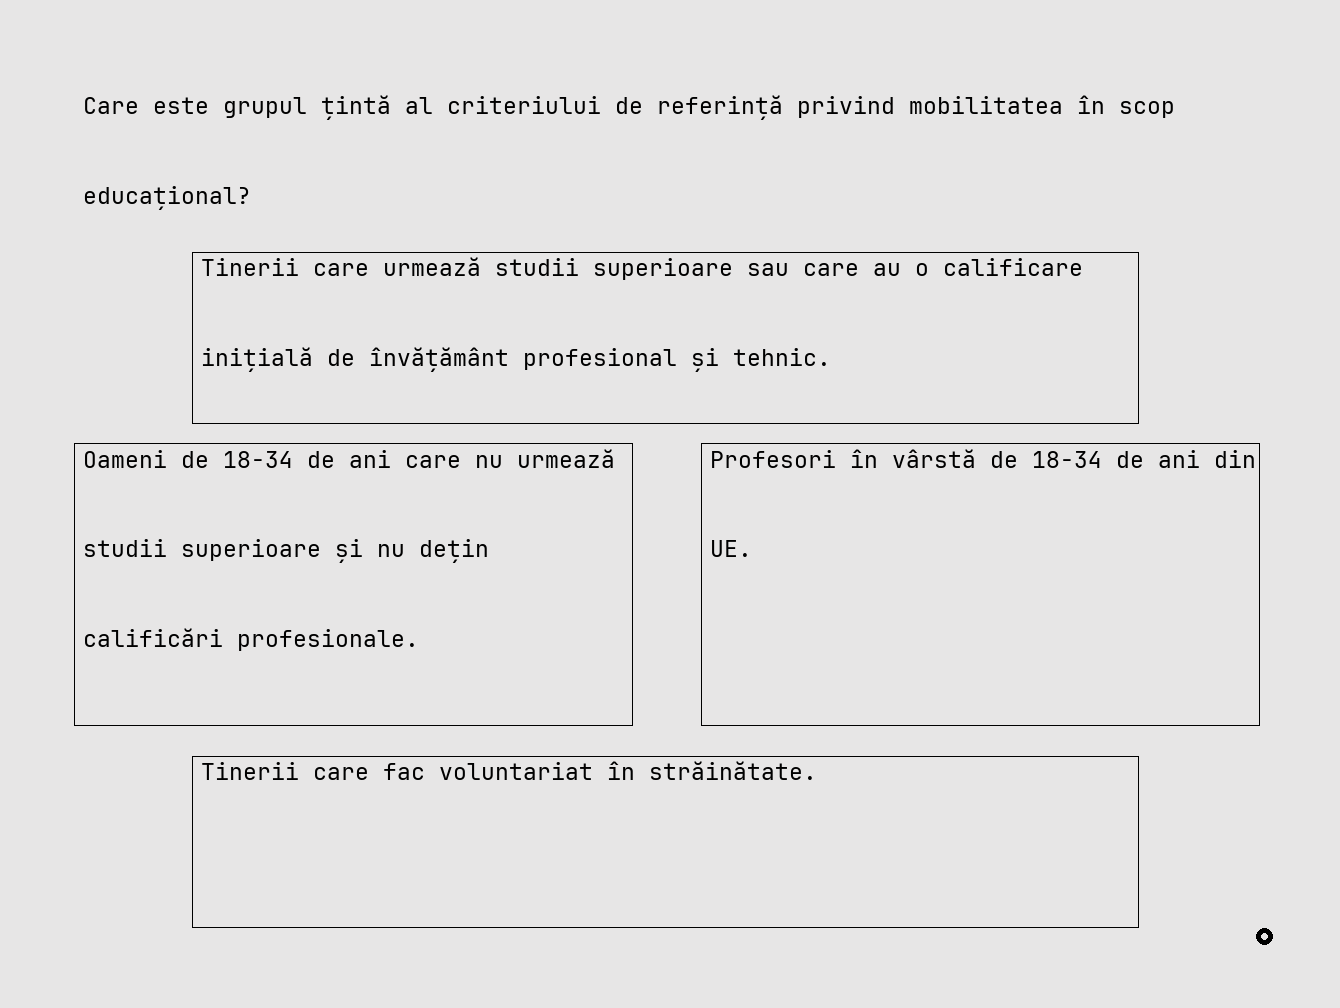 Care este grupul țintă al criteriului de referință privind mobilitatea în scop
educațional?
Tinerii care urmează studii superioare sau care au o calificare
inițială de învățământ profesional și tehnic.
Oameni de 18-34 de ani care nu urmează
studii superioare și nu dețin
calificări profesionale.
Profesori în vârstă de 18-34 de ani din
UE.
Tinerii care fac voluntariat în străinătate.